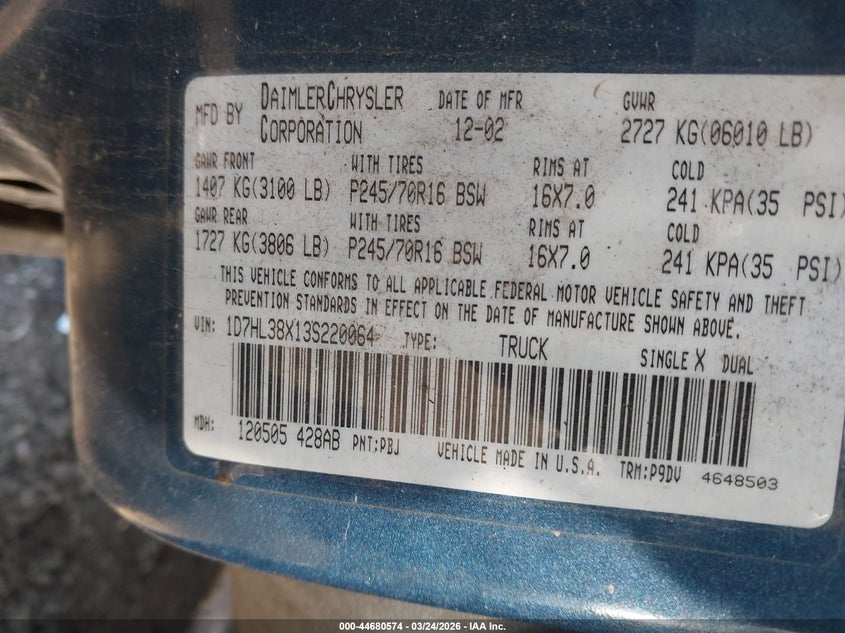 MFD BY DAIMLERCHRYSLER CORPORATION DATE OF MFR 12-02 GVWR 2727 KG(06010 LB)
GAWR FRONT WITH TIRES RIMS AT COLD
1407 KG(3100 LB) P245/70R16 BSW 16X7.0 241 KPA(35 PSI)
GAWR REAR WITH TIRES RIMS AT COLD
1727 KG(3806 LB) P245/70R16 BSW 16X7.0 241 KPA(35 PSI)
THIS VEHICLE CONFORMS TO ALL APPLICABLE FEDERAL MOTOR VEHICLE SAFETY AND THEFT
PREVENTION STANDARDS IN EFFECT ON THE DATE OF MANUFACTURE SHOWN ABOVE.
VIN: 1D7HL38X13S220064 TYPE: TRUCK SINGLE X DUAL
MDH: 120505 428AB PNT:PBJ VEHICLE MADE IN U.S.A. TRM:P9DV 4648503
000-44680574 — 03/24/2026 - IAA Inc.